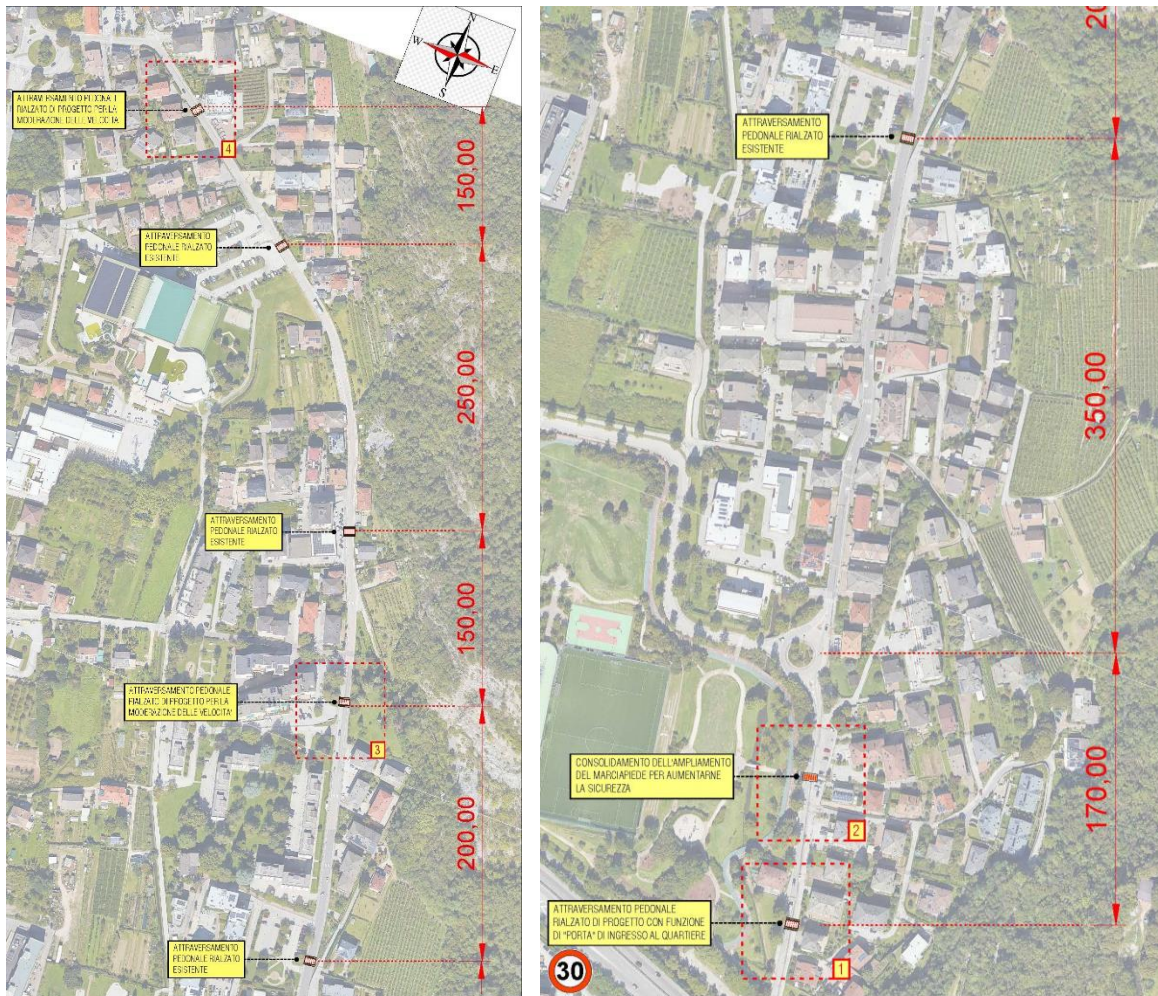 N
W
E
S
ATTRAVERSAMENTO PEDONALE
RIALZATO DI PROGETTO PER LA
MODERAZIONE DELLE VELOCITA'
4
150,00
ATTRAVERSAMENTO
PEDONALE RIALZATO
ESISTENTE
250,00
ATTRAVERSAMENTO
PEDONALE RIALZATO
ESISTENTE
150,00
ATTRAVERSAMENTO PEDONALE
RIALZATO DI PROGETTO PER LA
MODERAZIONE DELLE VELOCITA'
3
200,00
ATTRAVERSAMENTO
PEDONALE RIALZATO
ESISTENTE
20
ATTRAVERSAMENTO
PEDONALE RIALZATO
ESISTENTE
350,00
CONSOLIDAMENTO DELL'AMPLIAMENTO
DEL MARCIAPIEDE PER AUMENTARNE
LA SICUREZZA
2
170,00
ATTRAVERSAMENTO PEDONALE
RIALZATO DI PROGETTO CON FUNZIONE
DI "PORTA" DI INGRESSO AL QUARTIERE
1
30